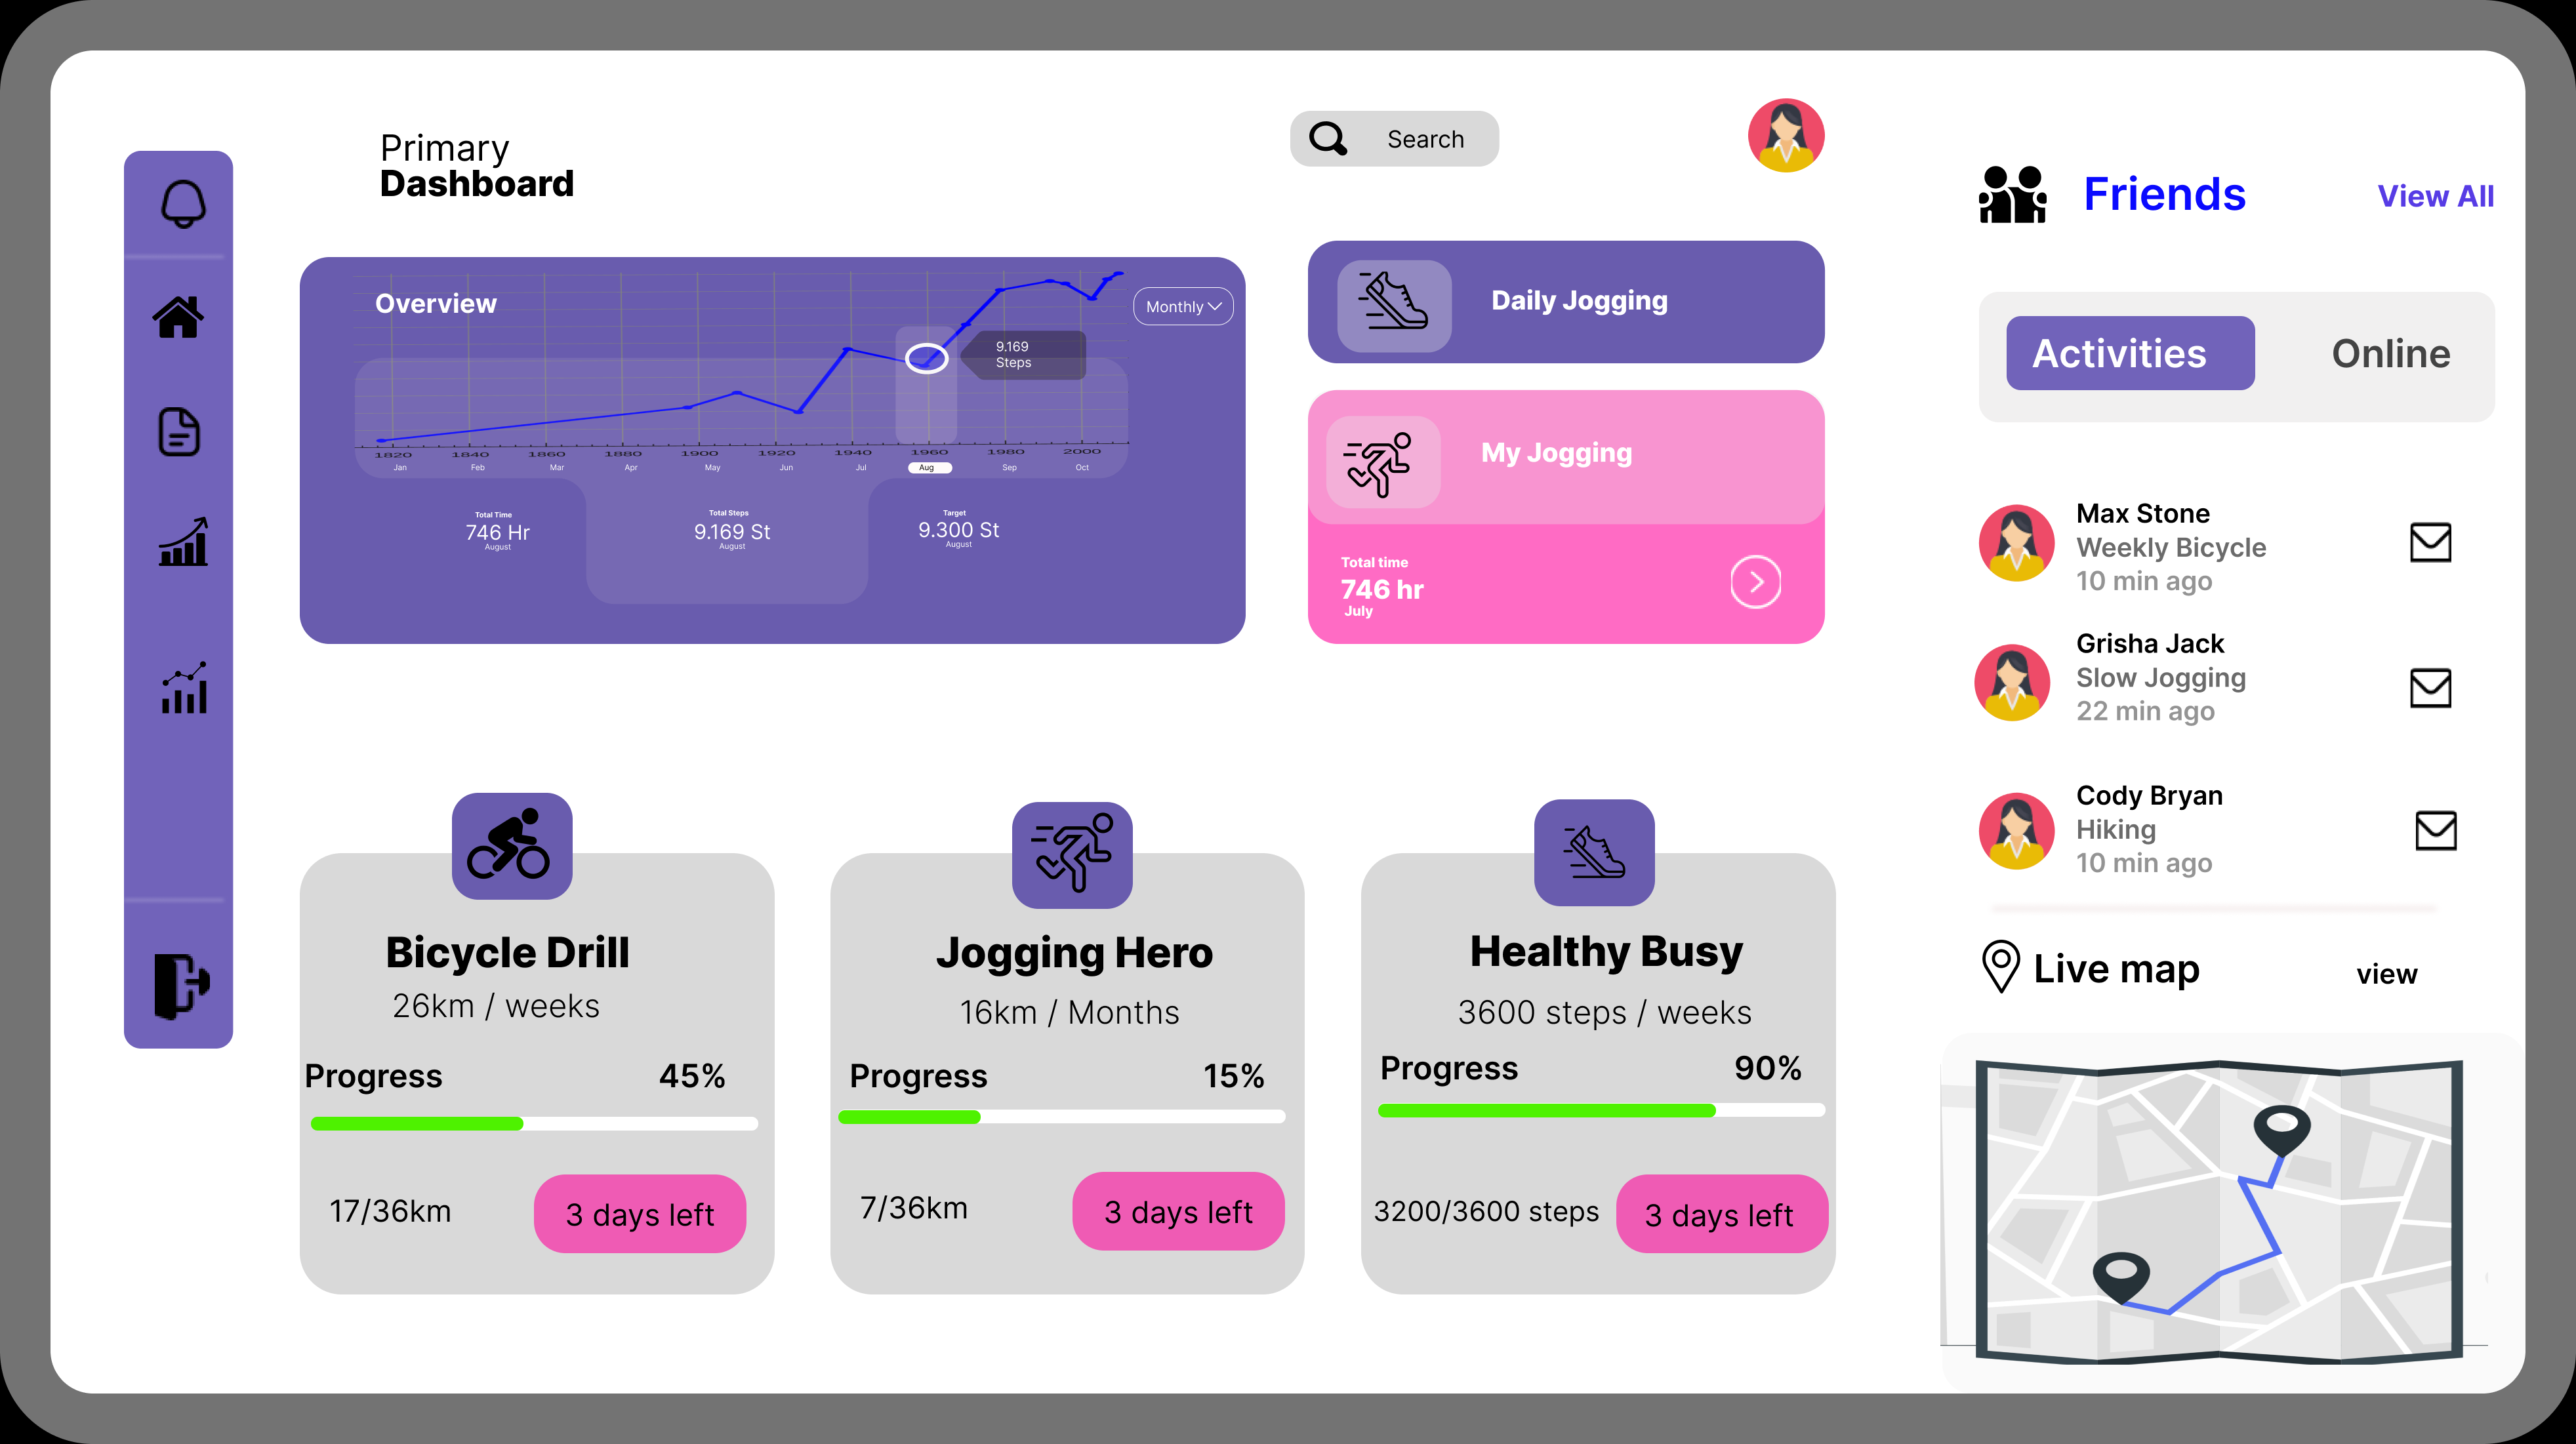 Primary
Dashboard
Search
Overview
Monthly
9.169
Steps
1820 1840 1860 1880 1900 1920 1940 1960 1980 2000
Jan Feb Mar Apr May Jun Jul Aug Sep Oct
Total Time
746 Hr
August
Total Steps
9.169 St
August
Target
9.300 St
August
Daily Jogging
My Jogging
Total time
746 hr
July
Bicycle Drill
26km / weeks
Progress 45%
17/36km
3 days left
Jogging Hero
16km / Months
Progress 15%
7/36km
3 days left
Healthy Busy
3600 steps / weeks
Progress 90%
3200/3600 steps
3 days left
Friends
View All
Activities
Online
Max Stone
Weekly Bicycle
10 min ago
Grisha Jack
Slow Jogging
22 min ago
Cody Bryan
Hiking
10 min ago
Live map
view